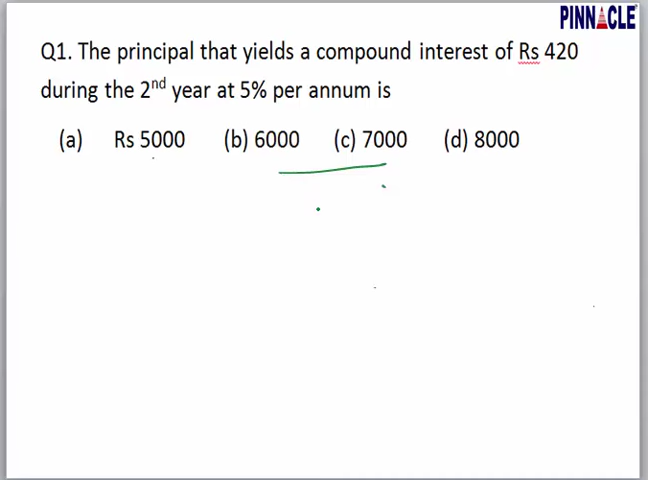 PINNACLE
Q1. The principal that yields a compound interest of Rs 420
during the 2nd year at 5% per annum is
(a) Rs 5000 (b) 6000 (c) 7000 (d) 8000